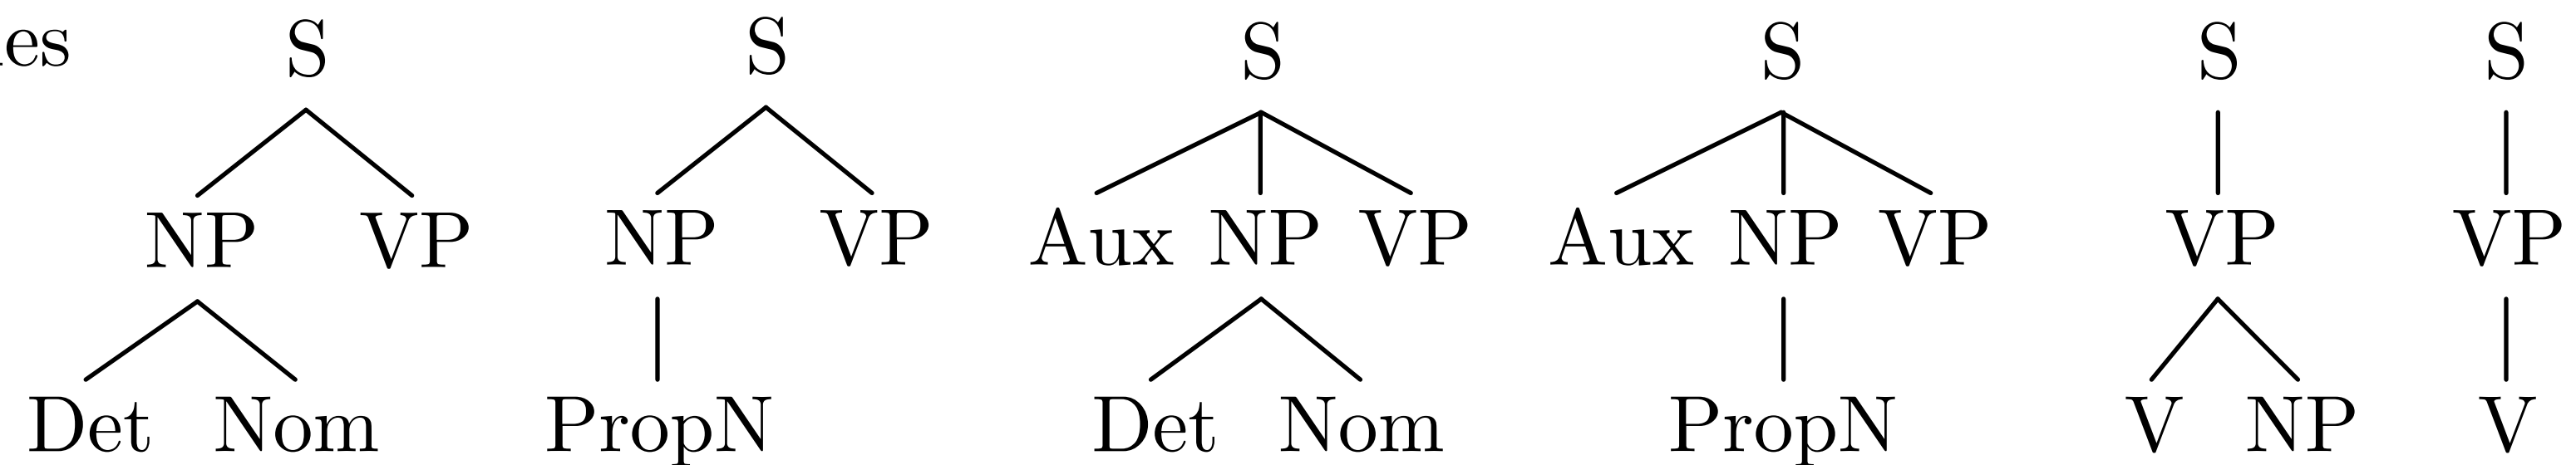 es S S S S S S
NP VP NP VP Aux NP VP Aux NP VP VP VP
Det Nom PropN Det Nom PropN V NP V